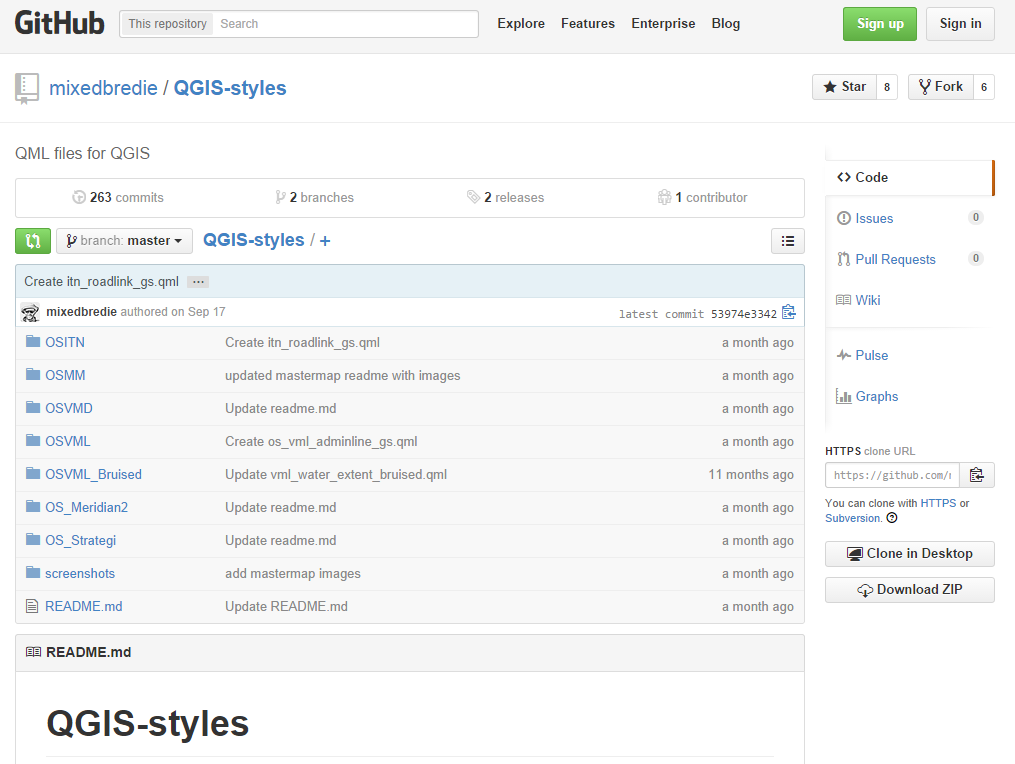 GitHub This repository Search Explore Features Enterprise Blog Sign up Sign in
mixedbredie / QGIS-styles Star 8 Fork 6
QML files for QGIS
263 commits 2 branches 2 releases 1 contributor
branch: master QGIS-styles / +
Create itn_roadlink_gs.qml ...
mixedbredie authored on Sep 17 latest commit 53974e3342
OSITN Create itn_roadlink_gs.qml a month ago
OSMM updated mastermap readme with images a month ago
OSVMD Update readme.md a month ago
OSVML Create os_vml_adminline_gs.qml a month ago
OSVML_Bruised Update vml_water_extent_bruised.qml 11 months ago
OS_Meridian2 Update readme.md a month ago
OS_Strategi Update readme.md a month ago
screenshots add mastermap images a month ago
README.md Update README.md a month ago
README.md
QGIS-styles
Code
Issues 0
Pull Requests 0
Wiki
Pulse
Graphs
HTTPS clone URL
https://github.com/
You can clone with HTTPS or
Subversion. ?
Clone in Desktop
Download ZIP